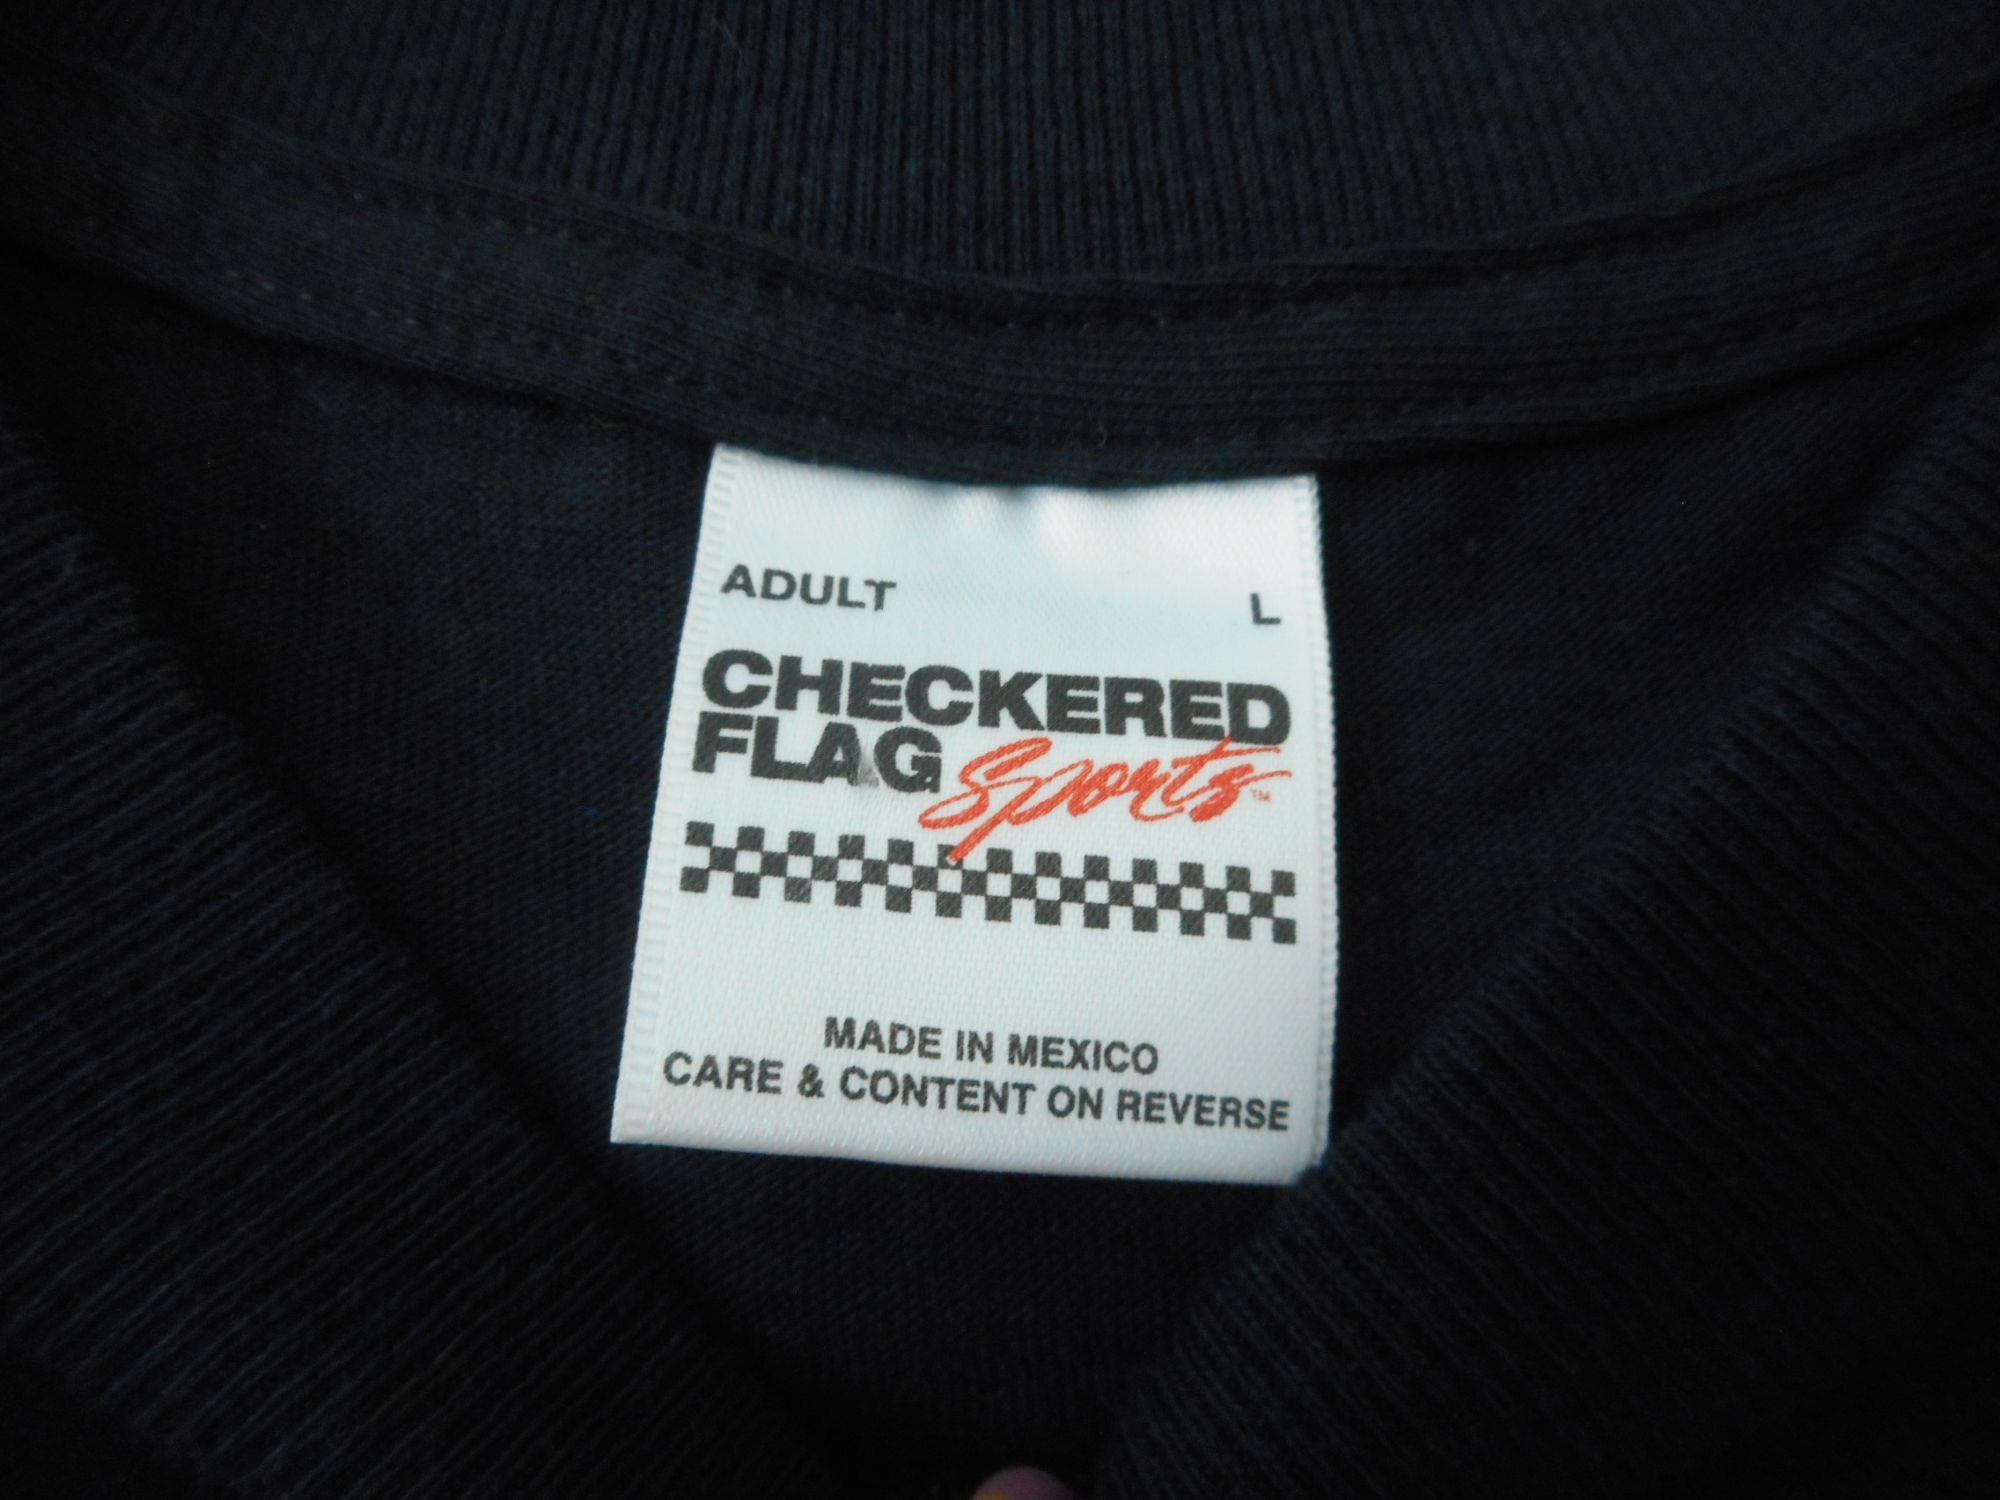 ADULT L
CHECKERED
FLAG Sports™
MADE IN MEXICO
CARE & CONTENT ON REVERSE